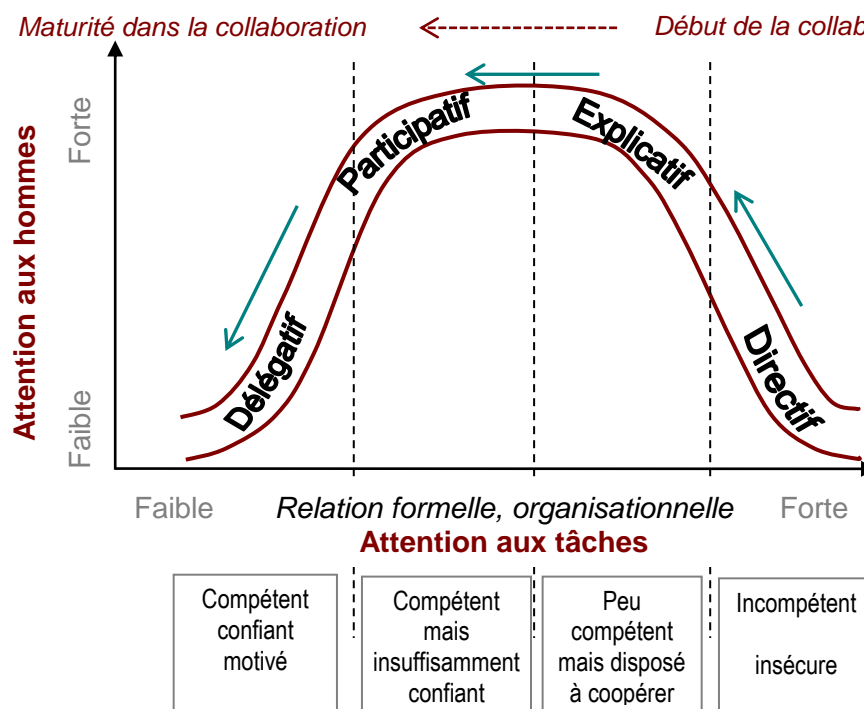 Maturité dans la collaboration
Début de la collab
Attention aux hommes
Forte
Faible
Participatif
Explicatif
Délégatif
Directif
Faible
Relation formelle, organisationnelle
Forte
Attention aux tâches
Compétent
confiant
motivé
Compétent
mais
insuffisamment
confiant
Peu
compétent
mais disposé
à coopérer
Incompétent
insécure